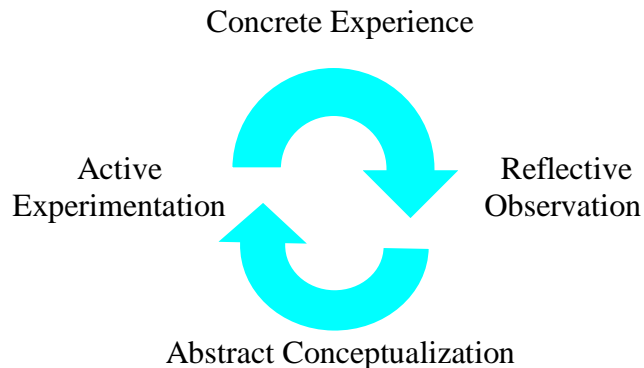 Concrete Experience
Active
Experimentation
Reflective
Observation
Abstract Conceptualization